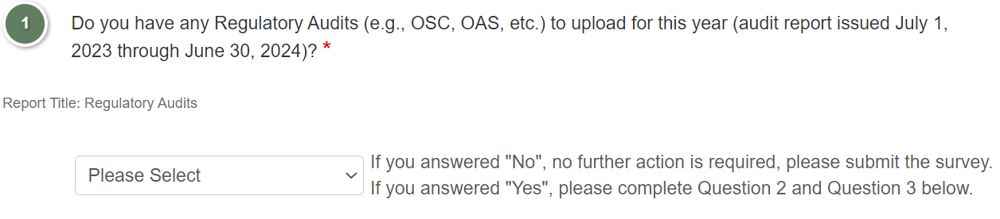 1
Do you have any Regulatory Audits (e.g., OSC, OAS, etc.) to upload for this year (audit report issued July 1,
2023 through June 30, 2024)? *
Report Title: Regulatory Audits
Please Select
If you answered "No", no further action is required, please submit the survey.
If you answered "Yes", please complete Question 2 and Question 3 below.